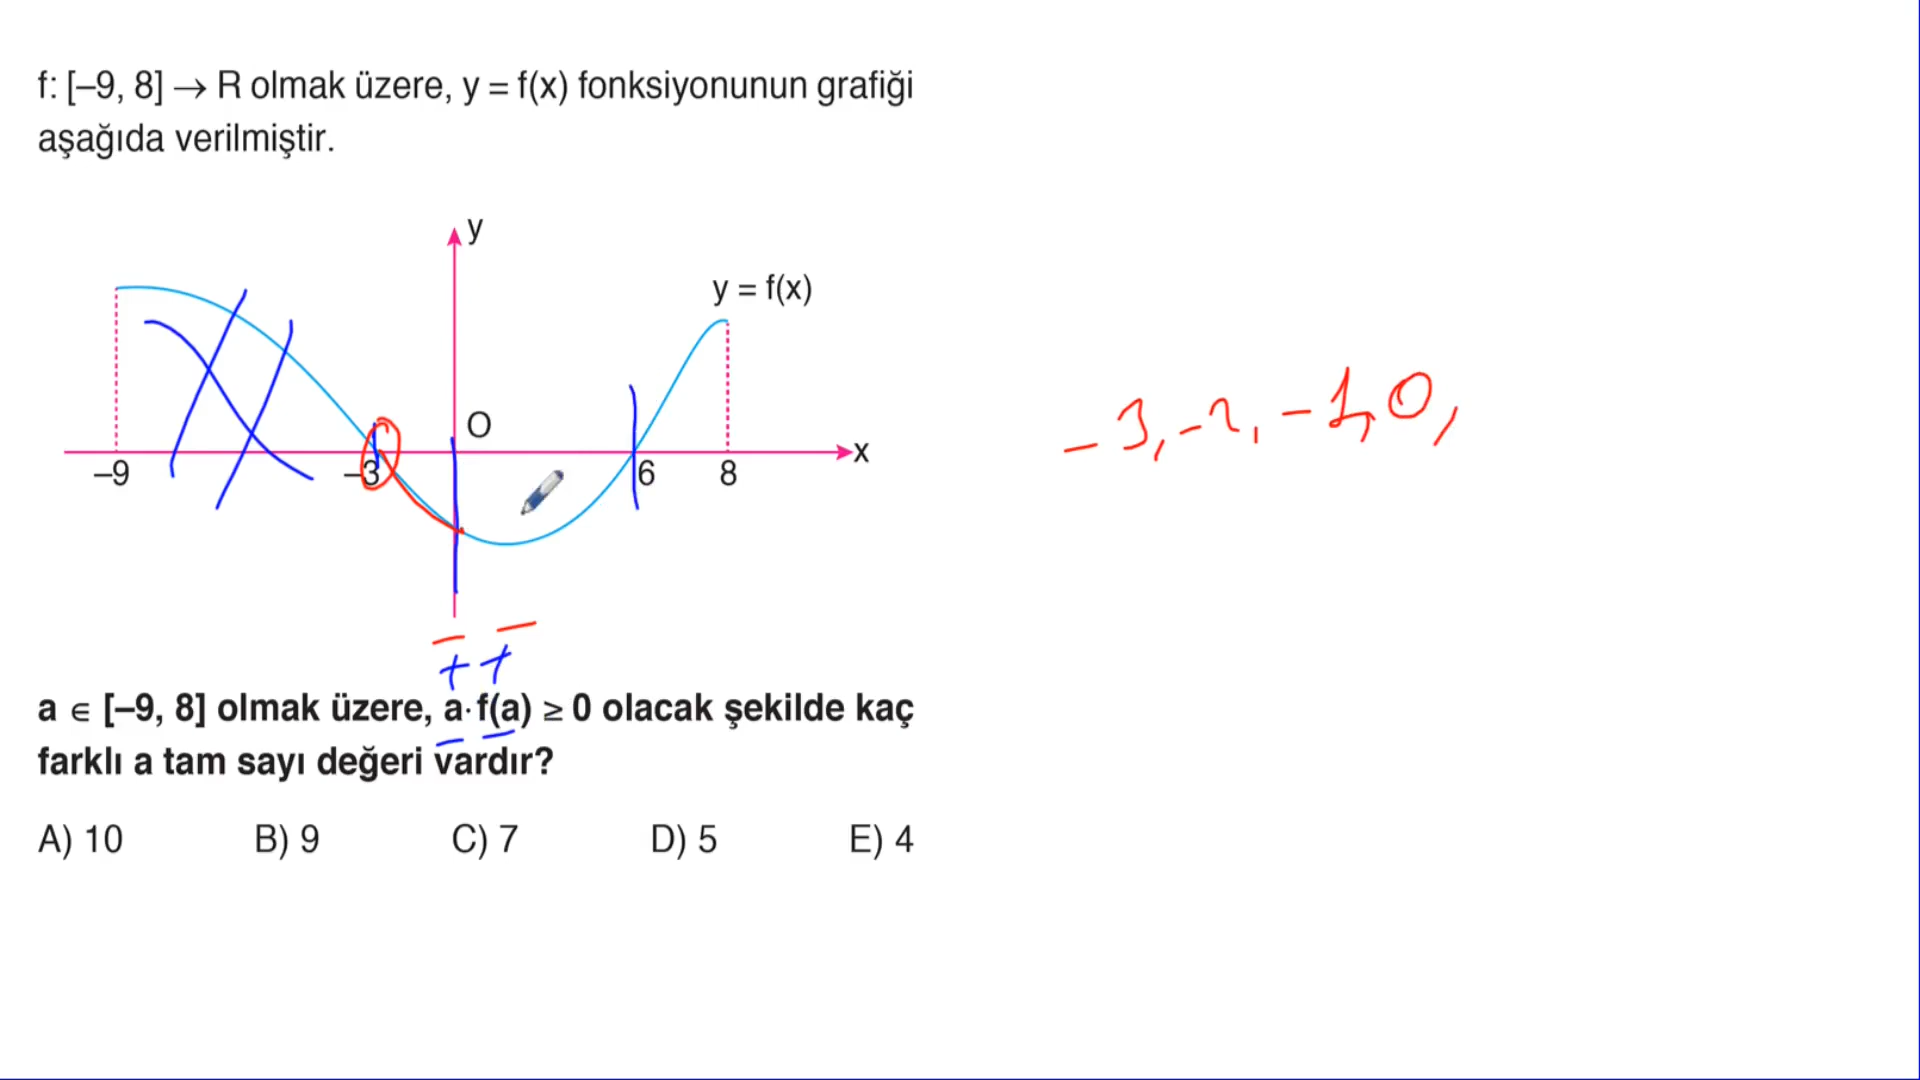 f: [–9, 8] → R olmak üzere, y = f(x) fonksiyonunun grafiği
aşağıda verilmiştir.
y
y = f(x)
O
x
–9
–3
6
8
-3, -2, -1, 0,
– –
+ +
a ∈ [–9, 8] olmak üzere, a·f(a) ≥ 0 olacak şekilde kaç
– –
farklı a tam sayı değeri vardır?
A) 10 B) 9 C) 7 D) 5 E) 4